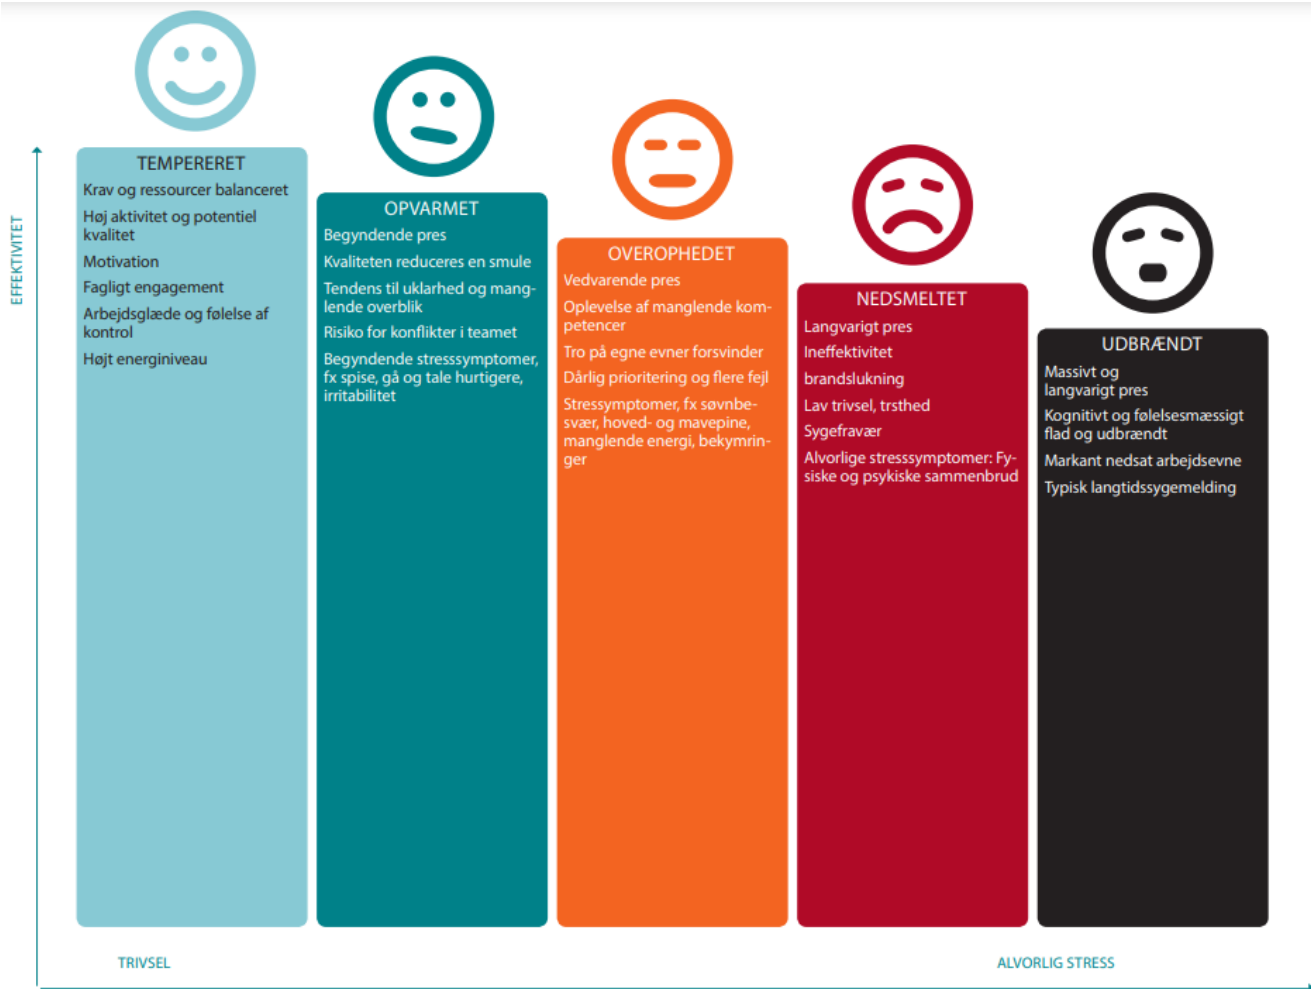 EFFEKTIVITET
TEMPERERET
Krav og ressourcer balanceret
Høj aktivitet og potentiel
kvalitet
Motivation
Fagligt engagement
Arbejdsglæde og følelse af
kontrol
Højt energiniveau
OPVARMET
Begyndende pres
Kvaliteten reduceres en smule
Tendens til uklarhed og mang-
lende overblik
Risiko for konflikter i teamet
Begyndende stresssymptomer,
fx spise, gå og tale hurtigere,
irritabilitet
OVEROPHEDET
Vedvarende pres
Oplevelse af manglende kom-
petencer
Tro på egne evner forsvinder
Dårlig prioritering og flere fejl
Stressymptomer, fx søvnbe-
svær, hoved- og mavepine,
manglende energi, bekymrin-
ger
NEDSMELTET
Langvarigt pres
Ineffektivitet
brandslukning
Lav trivsel, trsthed
Sygefravær
Alvorlige stresssymptomer: Fy-
siske og psykiske sammenbrud
UDBRÆNDT
Massivt og
langvarigt pres
Kognitivt og følelsesmæssigt
flad og udbrændt
Markant nedsat arbejdsevne
Typisk langtidssygemelding
TRIVSEL
ALVORLIG STRESS